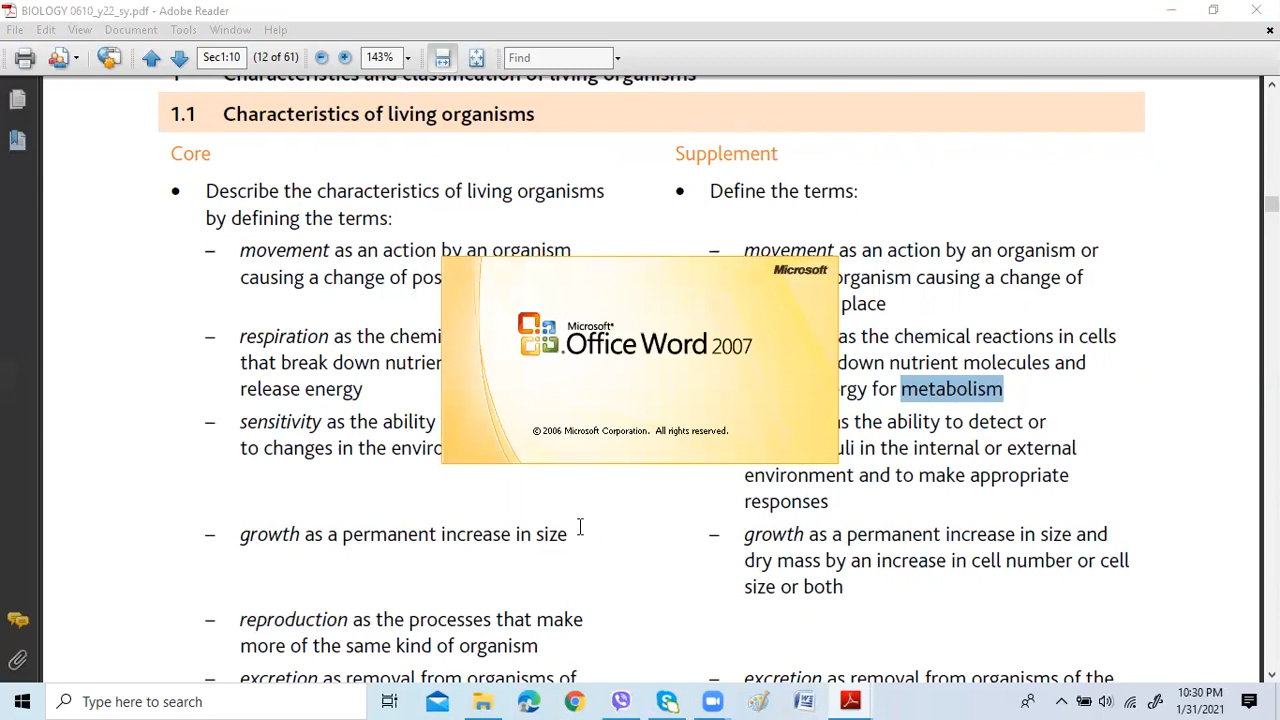 BIOLOGY 0610_y22_sy.pdf - Adobe Reader
File Edit View Document Tools Window Help
Sec1:10 (12 of 61) 143% Find
1 Characteristics and classification of living organisms
1.1 Characteristics of living organisms
Core
• Describe the characteristics of living organisms
by defining the terms:
– movement as an action by an organism
causing a change of pos
– respiration as the chemi
that break down nutrie
release energy
– sensitivity as the ability
to changes in the enviro
– growth as a permanent increase in size
– reproduction as the processes that make
more of the same kind of organism
– excretion as removal from organisms of
Supplement
• Define the terms:
– movement as an action by an organism or
organism causing a change of
place
as the chemical reactions in cells
down nutrient molecules and
rgy for metabolism
s the ability to detect or
uli in the internal or external
environment and to make appropriate
responses
– growth as a permanent increase in size and
dry mass by an increase in cell number or cell
size or both
– excretion as removal from organisms of the
Microsoft
Microsoft®
Office Word 2007
© 2006 Microsoft Corporation. All rights reserved.
Type here to search
10:30 PM
1/31/2021